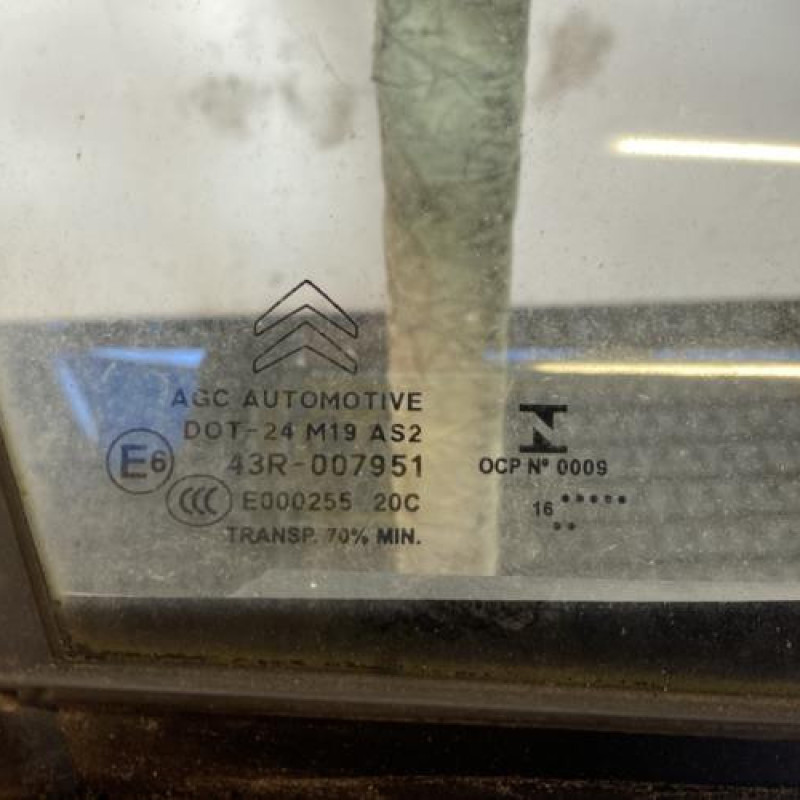 AGC AUTOMOTIVE
DOT-24 M19 AS2
E6
43R-007951
CCC
E000255 20C
TRANSP. 70% MIN.
N
OCP Nº 0009
16